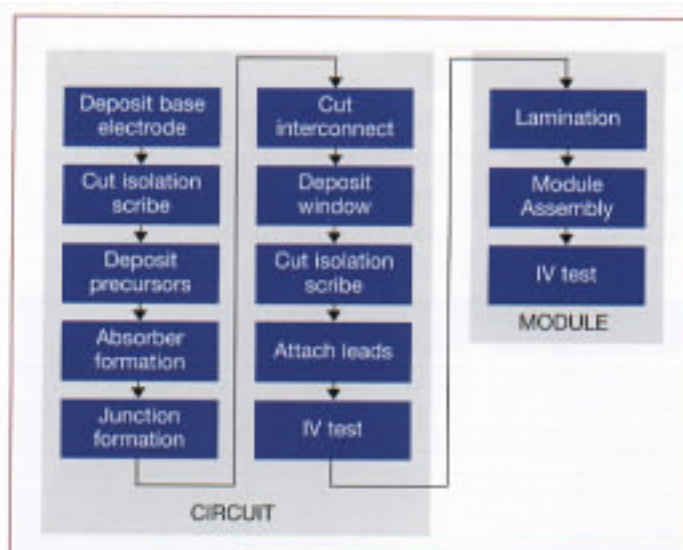 Deposit base
electrode
Cut isolation
scribe
Deposit
precursors
Absorber
formation
Junction
formation
Cut
interconnect
Deposit
window
Cut isolation
scribe
Attach leads
IV test
CIRCUIT
Lamination
Module
Assembly
IV test
MODULE